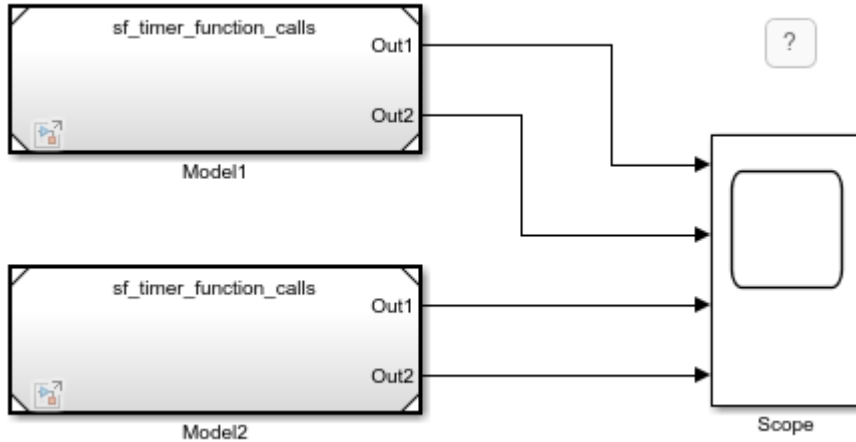 sf_timer_function_calls
Out1
Out2
Model1
?
sf_timer_function_calls
Out1
Out2
Model2
Scope